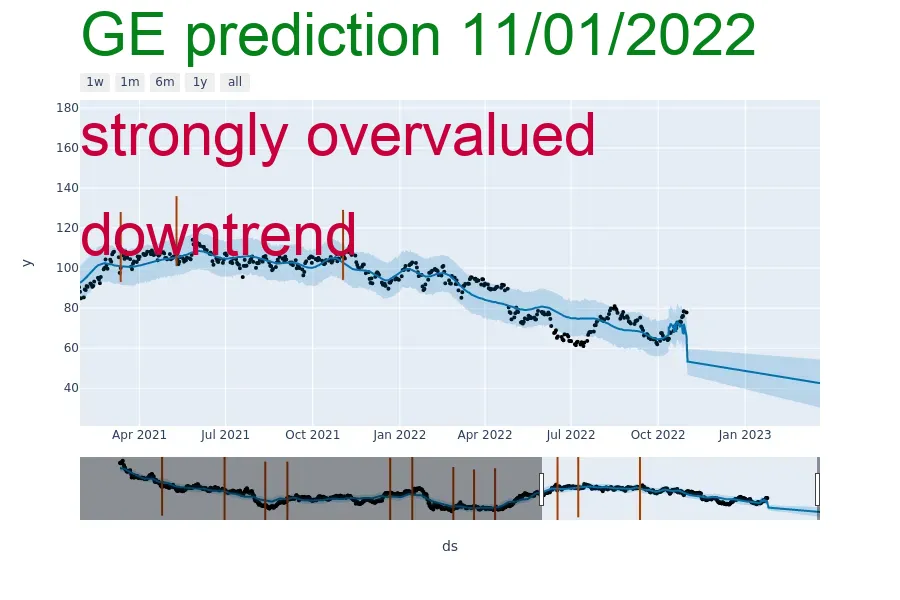 GE prediction 11/01/2022
1w 1m 6m 1y all
180
strongly overvalued
160
140
downtrend
120
y
100
80
60
40
Apr 2021 Jul 2021 Oct 2021 Jan 2022 Apr 2022 Jul 2022 Oct 2022 Jan 2023
ds